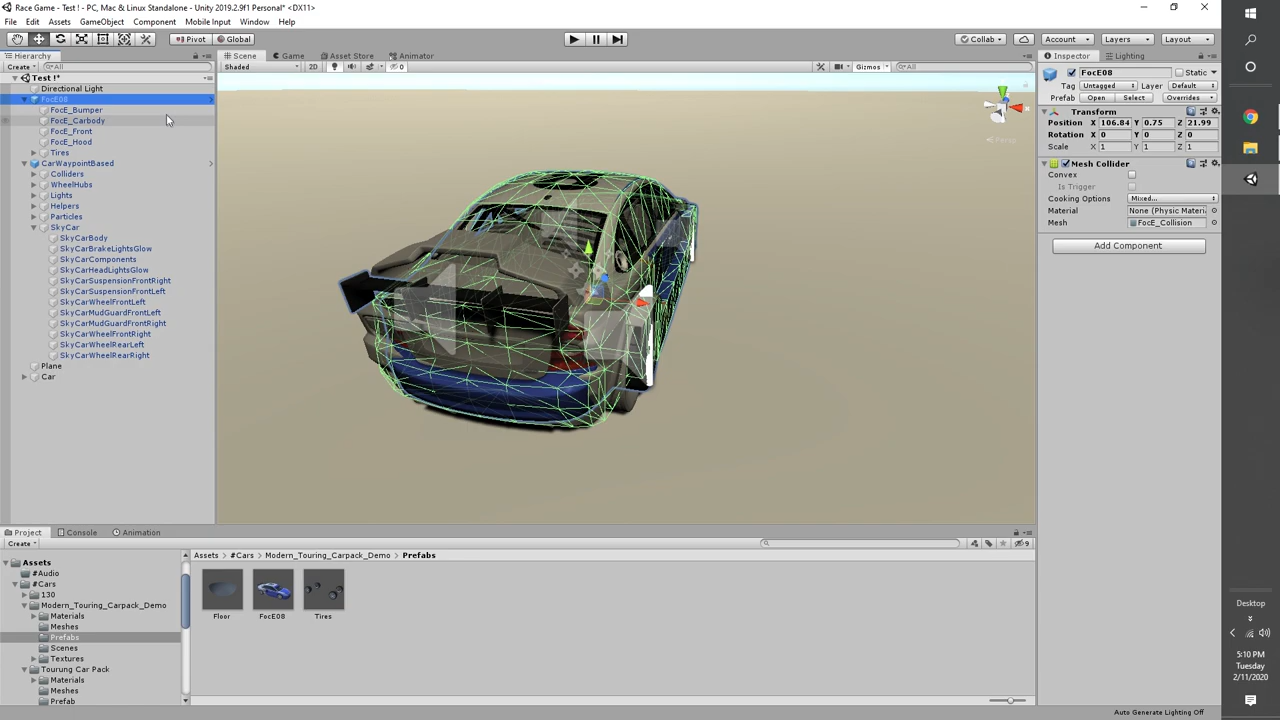 Race Game - Test ! - PC, Mac & Linux Standalone - Unity 2019.2.9f1 Personal* <DX11>
File Edit Assets GameObject Component Mobile Input Window Help
Pivot Global Collab Account Layers Layout
Hierarchy Scene Game Asset Store Animator Inspector Lighting
Create All Shaded 2D 0 Gizmos All FocE08 Static
Test !*
Directional Light
FocE08
FocE_Bumper
FocE_Carbody
FocE_Front
FocE_Hood
Tires
CarWaypointBased
Colliders
WheelHubs
Lights
Helpers
Particles
SkyCar
SkyCarBody
SkyCarBrakeLightsGlow
SkyCarComponents
SkyCarHeadLightsGlow
SkyCarSuspensionFrontRight
SkyCarSuspensionFrontLeft
SkyCarWheelFrontLeft
SkyCarMudGuardFrontLeft
SkyCarMudGuardFrontRight
SkyCarWheelFrontRight
SkyCarWheelRearLeft
SkyCarWheelRearRight
Plane
Car
Persp
Tag Untagged Layer Default
Prefab Open Select Overrides
Transform
Position X 106.84 Y 0.75 Z 21.99
Rotation X 0 Y 0 Z 0
Scale X 1 Y 1 Z 1
Mesh Collider
Convex
Is Trigger
Cooking Options Mixed...
Material None (Physic Materi
Mesh FocE_Collision
Add Component
Project Console Animation
Create 9
Assets
#Audio
#Cars
130
Modern_Touring_Carpack_Demo
Materials
Meshes
Prefabs
Scenes
Textures
Tourung Car Pack
Materials
Meshes
Prefab
Assets #Cars Modern_Touring_Carpack_Demo Prefabs
Floor FocE08 Tires
Auto Generate Lighting Off
Desktop
5:10 PM
Tuesday
2/11/2020